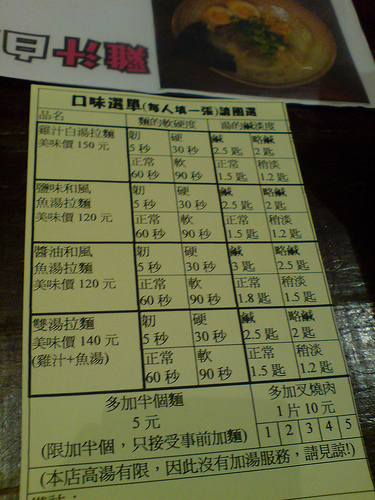 雞汁白
口味選單(每人填一張)請圈選
品名 麵的軟硬度 湯的鹹淡度
雞汁白湯拉麵 韌 硬 鹹 略鹹
美味價 150 元 5 秒 30 秒 2.5 匙 2 匙
正常 軟 正常 稍淡
60 秒 90 秒 1.5 匙 1.2 匙
鹽味和風 韌 硬 鹹 略鹹
魚湯拉麵 5 秒 30 秒 2.5 匙 2 匙
美味價 120 元 正常 軟 正常 稍淡
60 秒 90 秒 1.5 匙 1.2 匙
醬油和風 韌 硬 鹹 略鹹
魚湯拉麵 5 秒 30 秒 3 匙 2.5 匙
美味價 120 元 正常 軟 正常 稍淡
60 秒 90 秒 1.8 匙 1.5 匙
雙湯拉麵 韌 硬 鹹 略鹹
美味價 140 元 5 秒 30 秒 2.5 匙 2 匙
(雞汁+魚湯) 正常 軟 正常 稍淡
60 秒 90 秒 1.5 匙 1.2 匙
多加半個麵 多加叉燒肉
5 元 1 片 10 元
(限加半個，只接受事前加麵) 1 2 3 4 5
(本店高湯有限，因此沒有加湯服務，請見諒!)